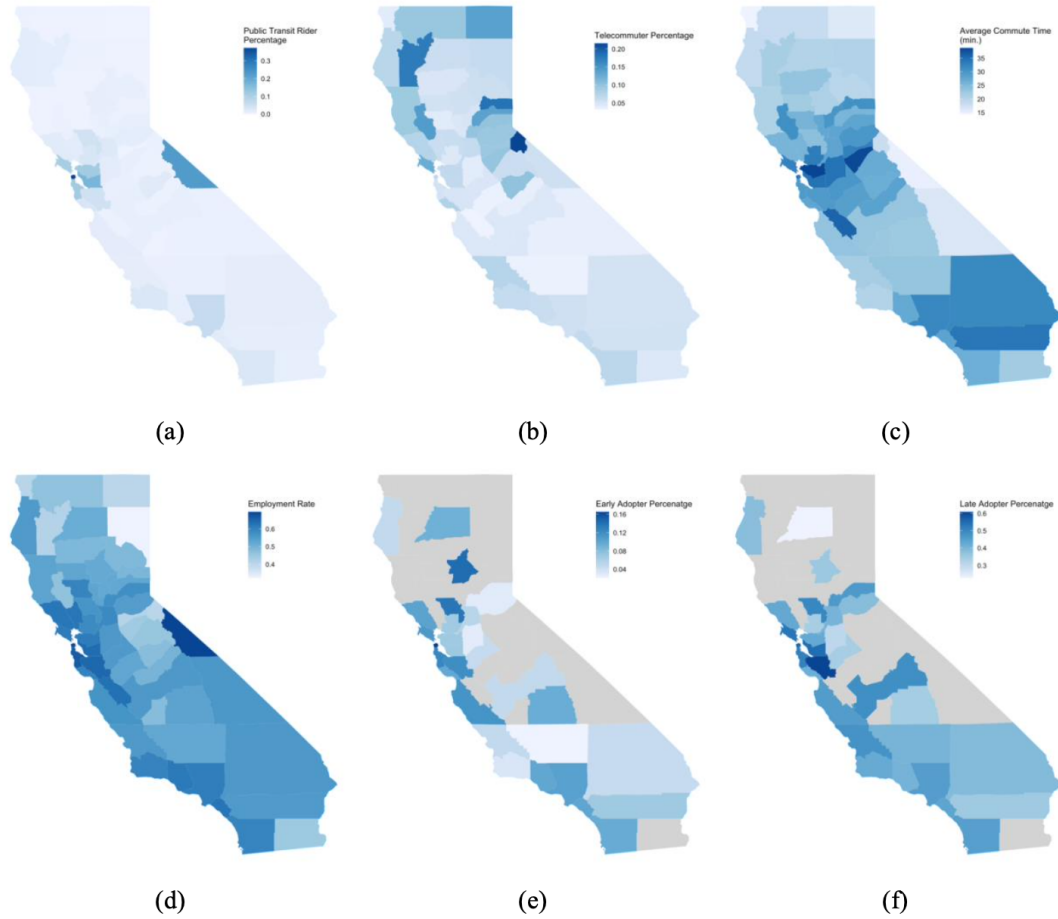 Public Transit Rider
Percentage
0.3
0.2
0.1
0.0
Telecommuter Percentage
0.20
0.15
0.10
0.05
Average Commute Time
(min.)
35
30
25
20
15
(a)
(b)
(c)
Employment Rate
0.6
0.5
0.4
Early Adopter Percenatge
0.16
0.12
0.08
0.04
Late Adopter Percenatge
0.6
0.5
0.4
0.3
(d)
(e)
(f)